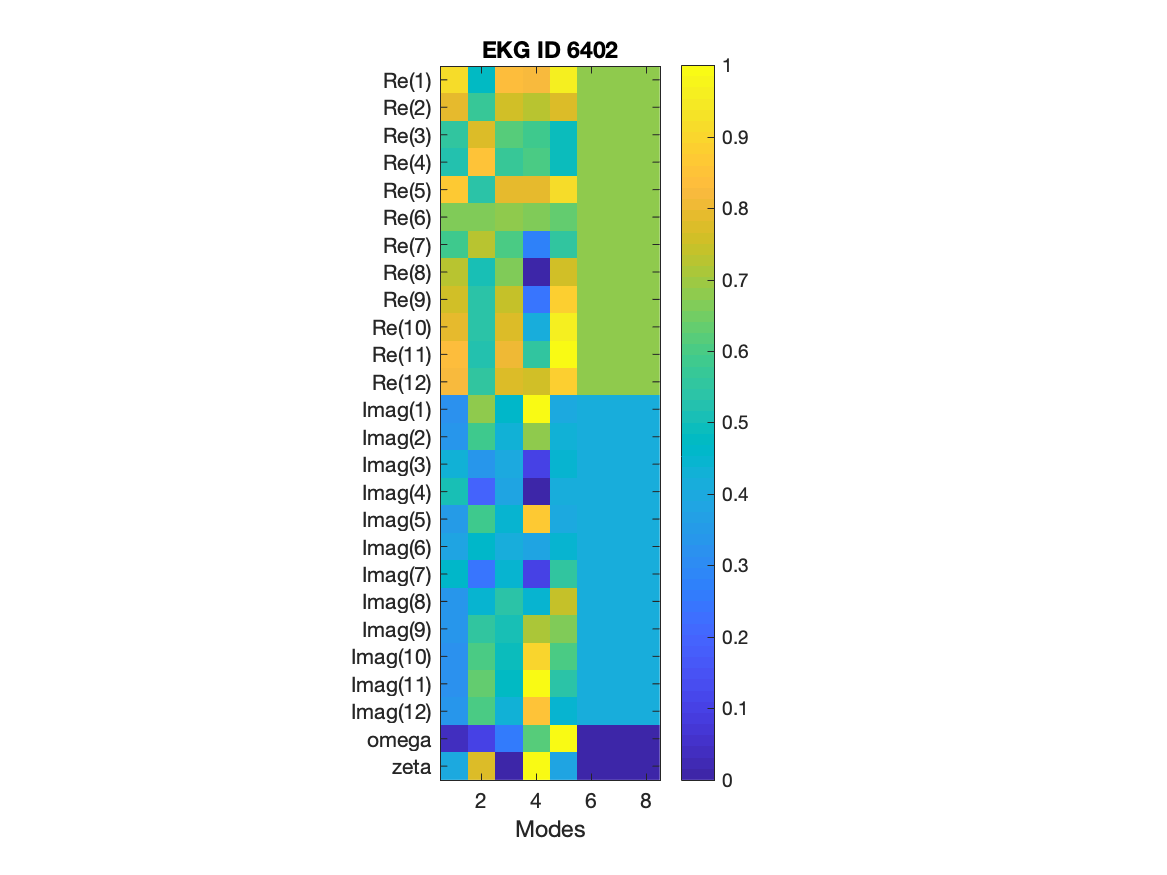 EKG ID 6402
Re(1)
Re(2)
Re(3)
Re(4)
Re(5)
Re(6)
Re(7)
Re(8)
Re(9)
Re(10)
Re(11)
Re(12)
Imag(1)
Imag(2)
Imag(3)
Imag(4)
Imag(5)
Imag(6)
Imag(7)
Imag(8)
Imag(9)
Imag(10)
Imag(11)
Imag(12)
omega
zeta
2 4 6 8
Modes
1
0.9
0.8
0.7
0.6
0.5
0.4
0.3
0.2
0.1
0